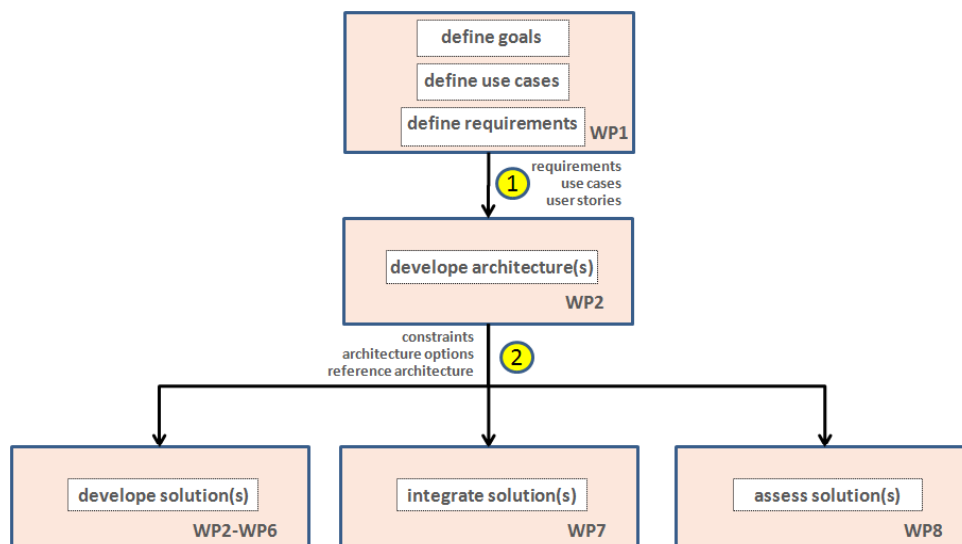 define goals
define use cases
define requirements
WP1
1
requirements
use cases
user stories
develope architecture(s)
WP2
constraints
architecture options
reference architecture
2
develope solution(s)
WP2-WP6
integrate solution(s)
WP7
assess solution(s)
WP8